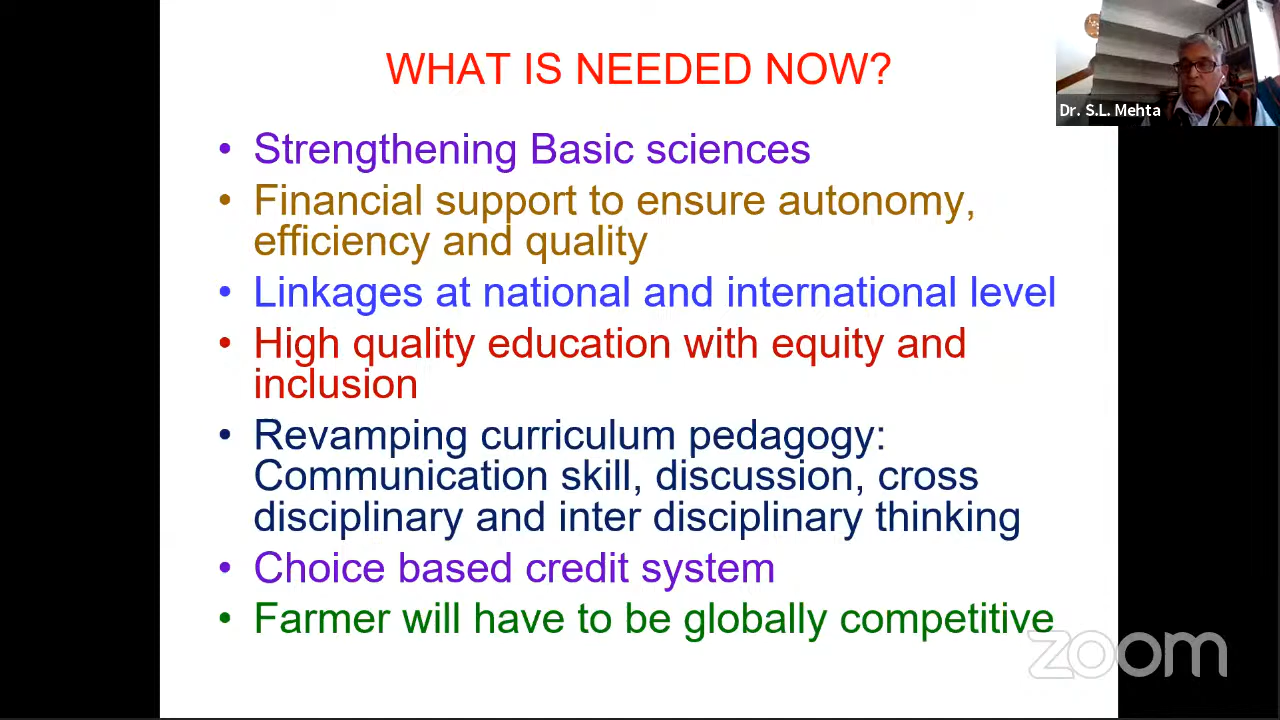 WHAT IS NEEDED NOW?
Dr. S.L. Mehta
• Strengthening Basic sciences
• Financial support to ensure autonomy,
efficiency and quality
• Linkages at national and international level
• High quality education with equity and
inclusion
• Revamping curriculum pedagogy:
Communication skill, discussion, cross
disciplinary and inter disciplinary thinking
• Choice based credit system
• Farmer will have to be globally competitive
zoom